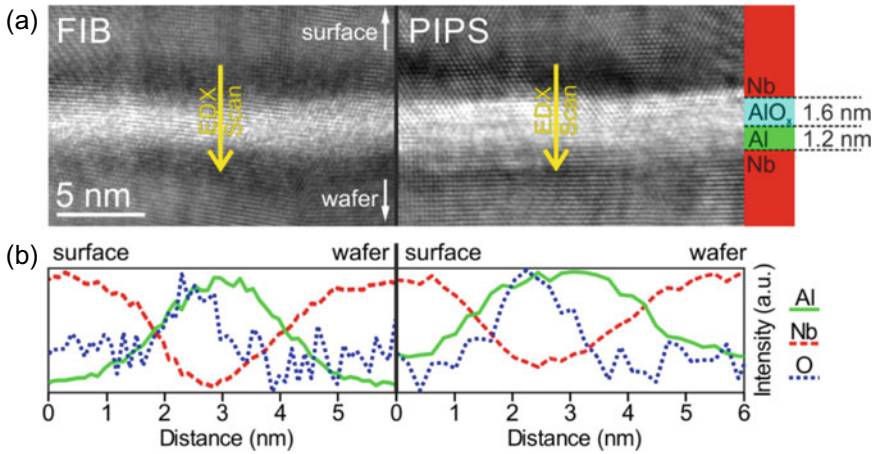 (a)
FIB
surface
EDX
Scan
wafer
5 nm
PIPS
EDX
Scan
Nb
AlOx
1.6 nm
Al
1.2 nm
Nb
(b)
surface wafer
surface wafer
Intensity (a.u.)
Al
Nb
O
0 1 2 3 4 5 0 1 2 3 4 5 6
Distance (nm) Distance (nm)